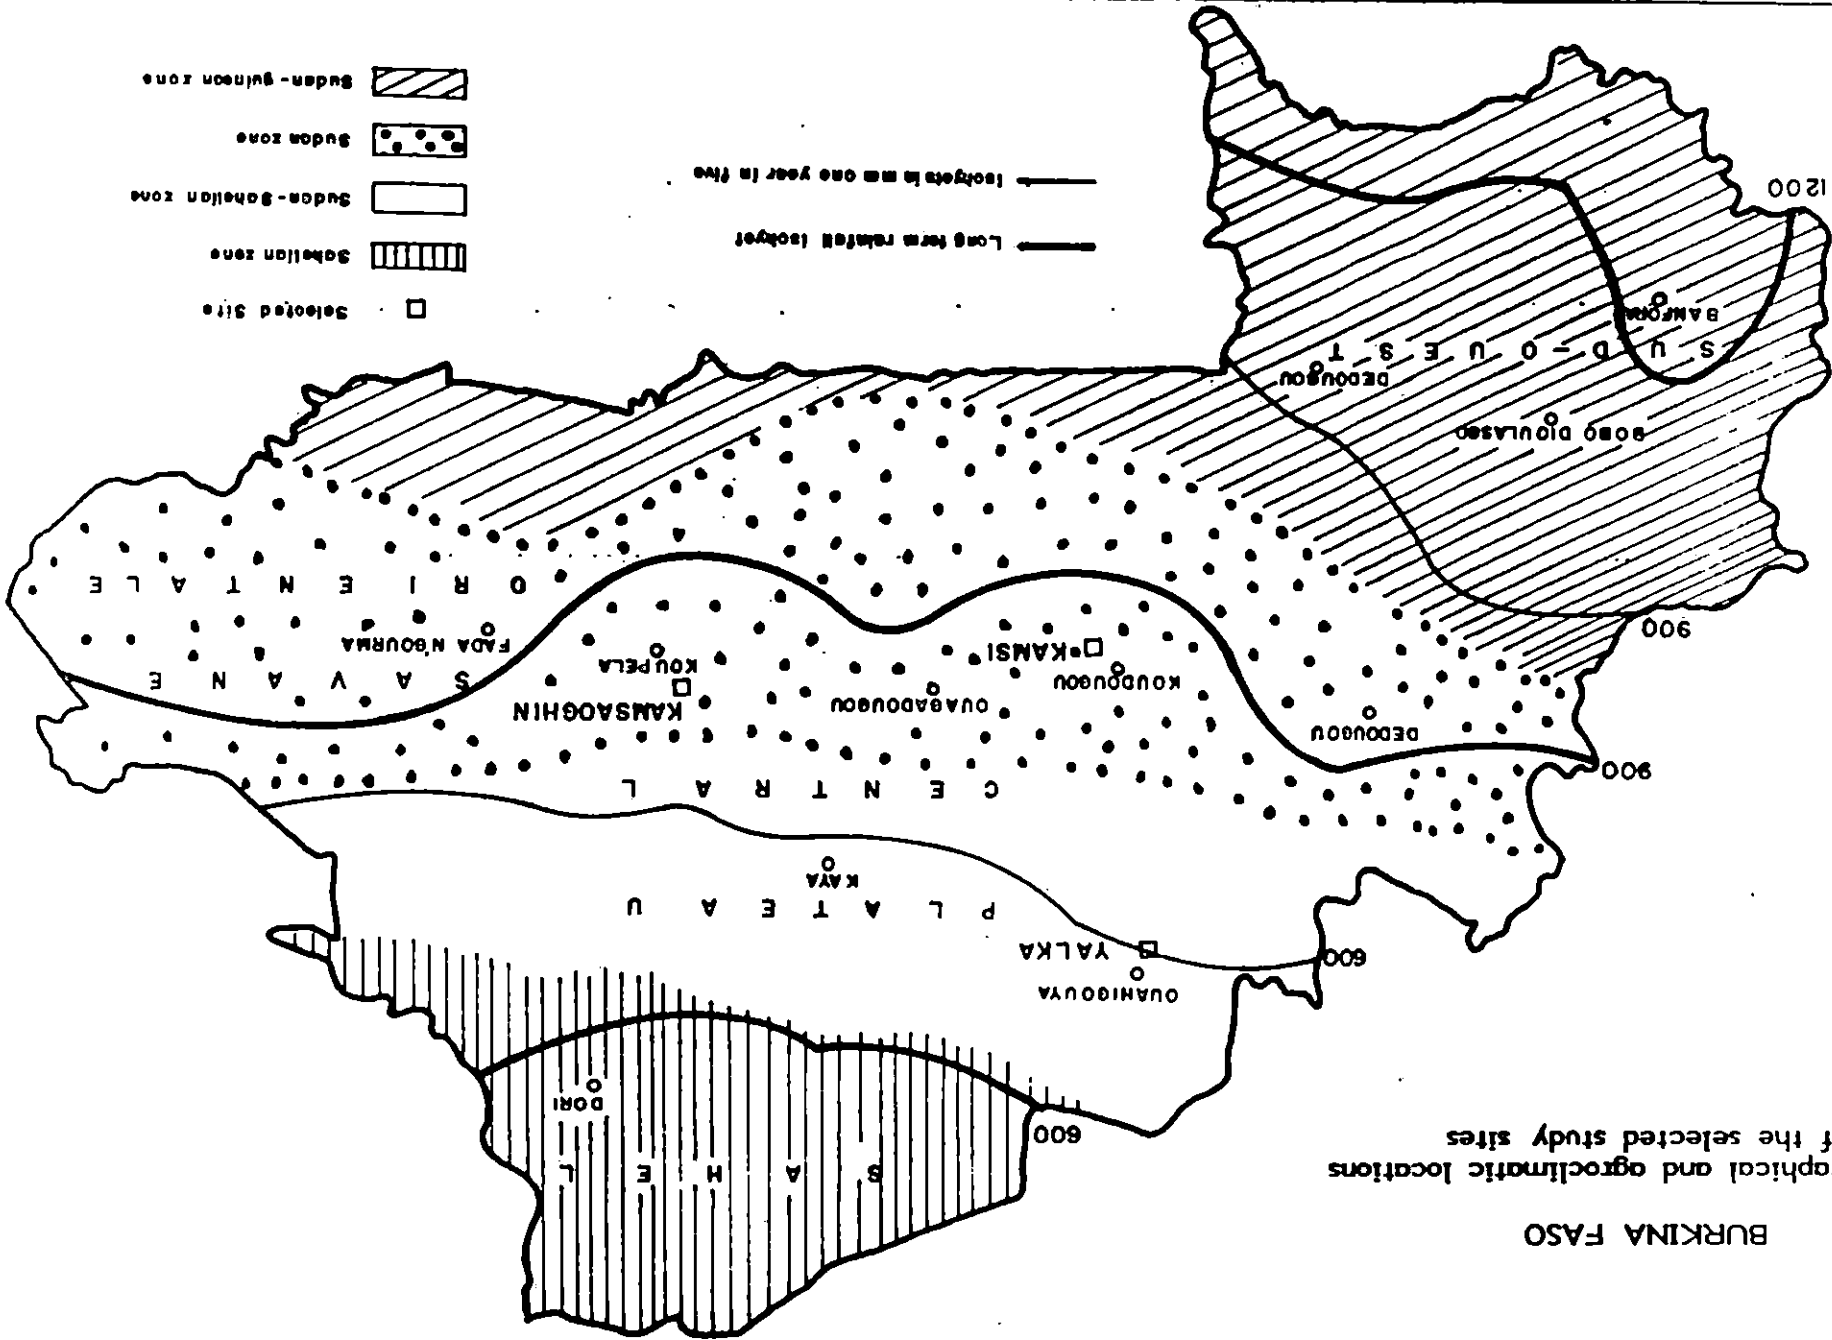 BURKINA FASO
aphical and agroclimatic locations
f the selected study sites
S A H E L
600
DORI
OUAHIGOUYA
YALKA
600
P L A T E A U
KAYA
C E N T R A L
900
DEDOUGOU
KOUDOUGOU
KAMSI
OUAGADOUGOU
KAMSAOGHIN
KOUPELA
S A V A N E
FADA N'GOURMA
O R I E N T A L E
900
BOBO DIOULASSO
DEDOUGOU
S U D - O U E S T
BANFORA
1200
Long term rainfall isohyet
Isohyets in mm one year in five
Selected Site
Sahelian zone
Sudan-Sahelian zone
Sudan zone
Sudan-guinean zone